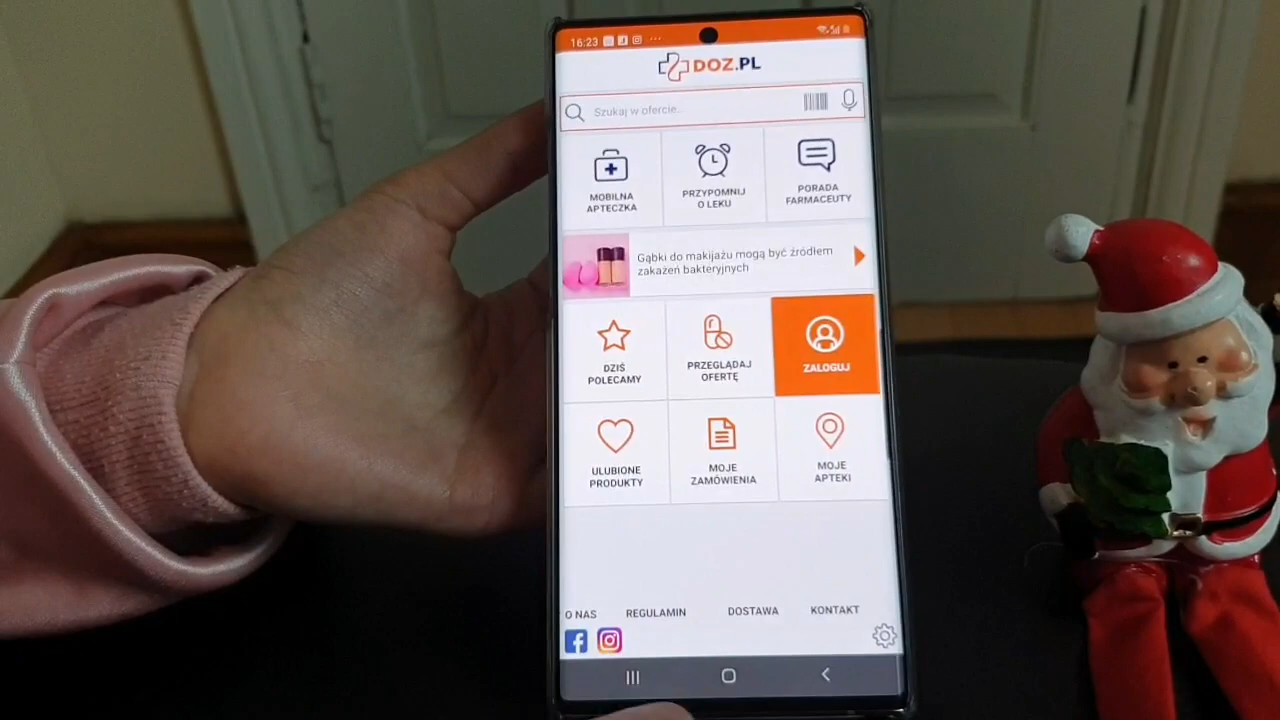 16:23
DOZ.PL
Szukaj w ofercie..
MOBILNA
APTECZKA
PRZYPOMNIJ
O LEKU
PORADA
FARMACEUTY
Gąbki do makijażu mogą być źródłem
zakażeń bakteryjnych
DZIŚ
POLECAMY
PRZEGLĄDAJ
OFERTĘ
ZALOGUJ
ULUBIONE
PRODUKTY
MOJE
ZAMÓWIENIA
MOJE
APTEKI
O NAS REGULAMIN DOSTAWA KONTAKT